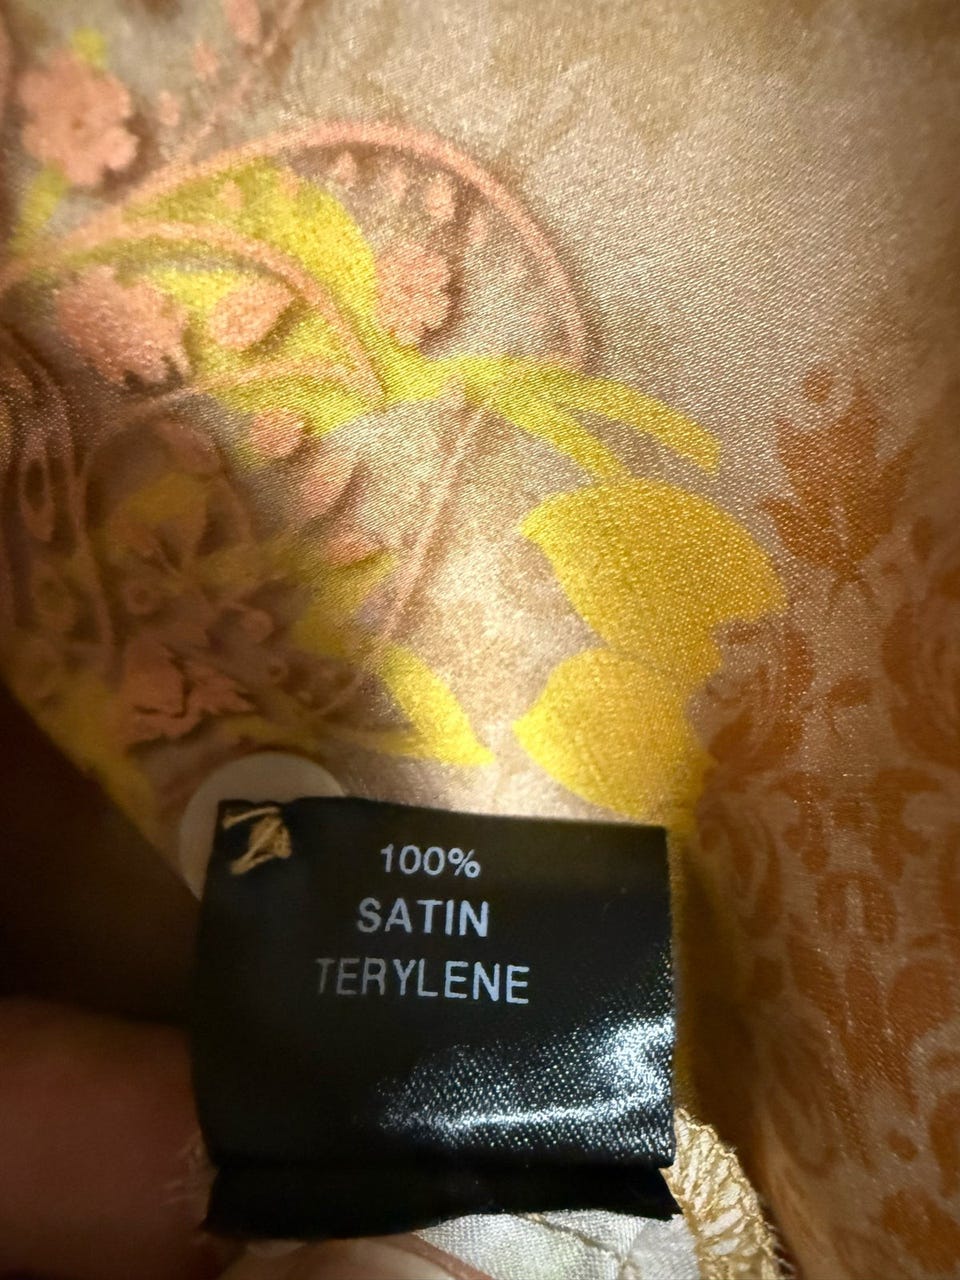 100%
SATIN
TERYLENE